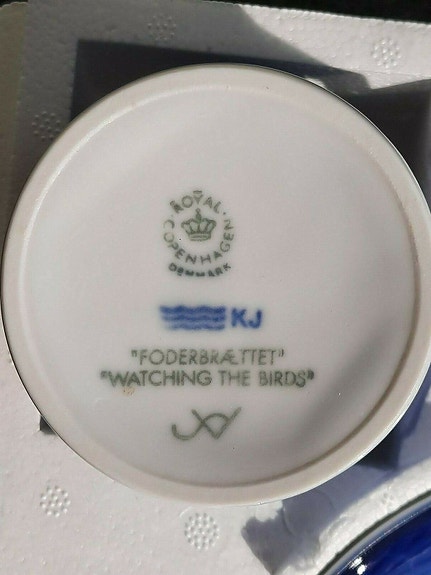 ROYAL COPENHAGEN
DENMARK
KJ
"FODERBRÆTTET"
"WATCHING THE BIRDS"